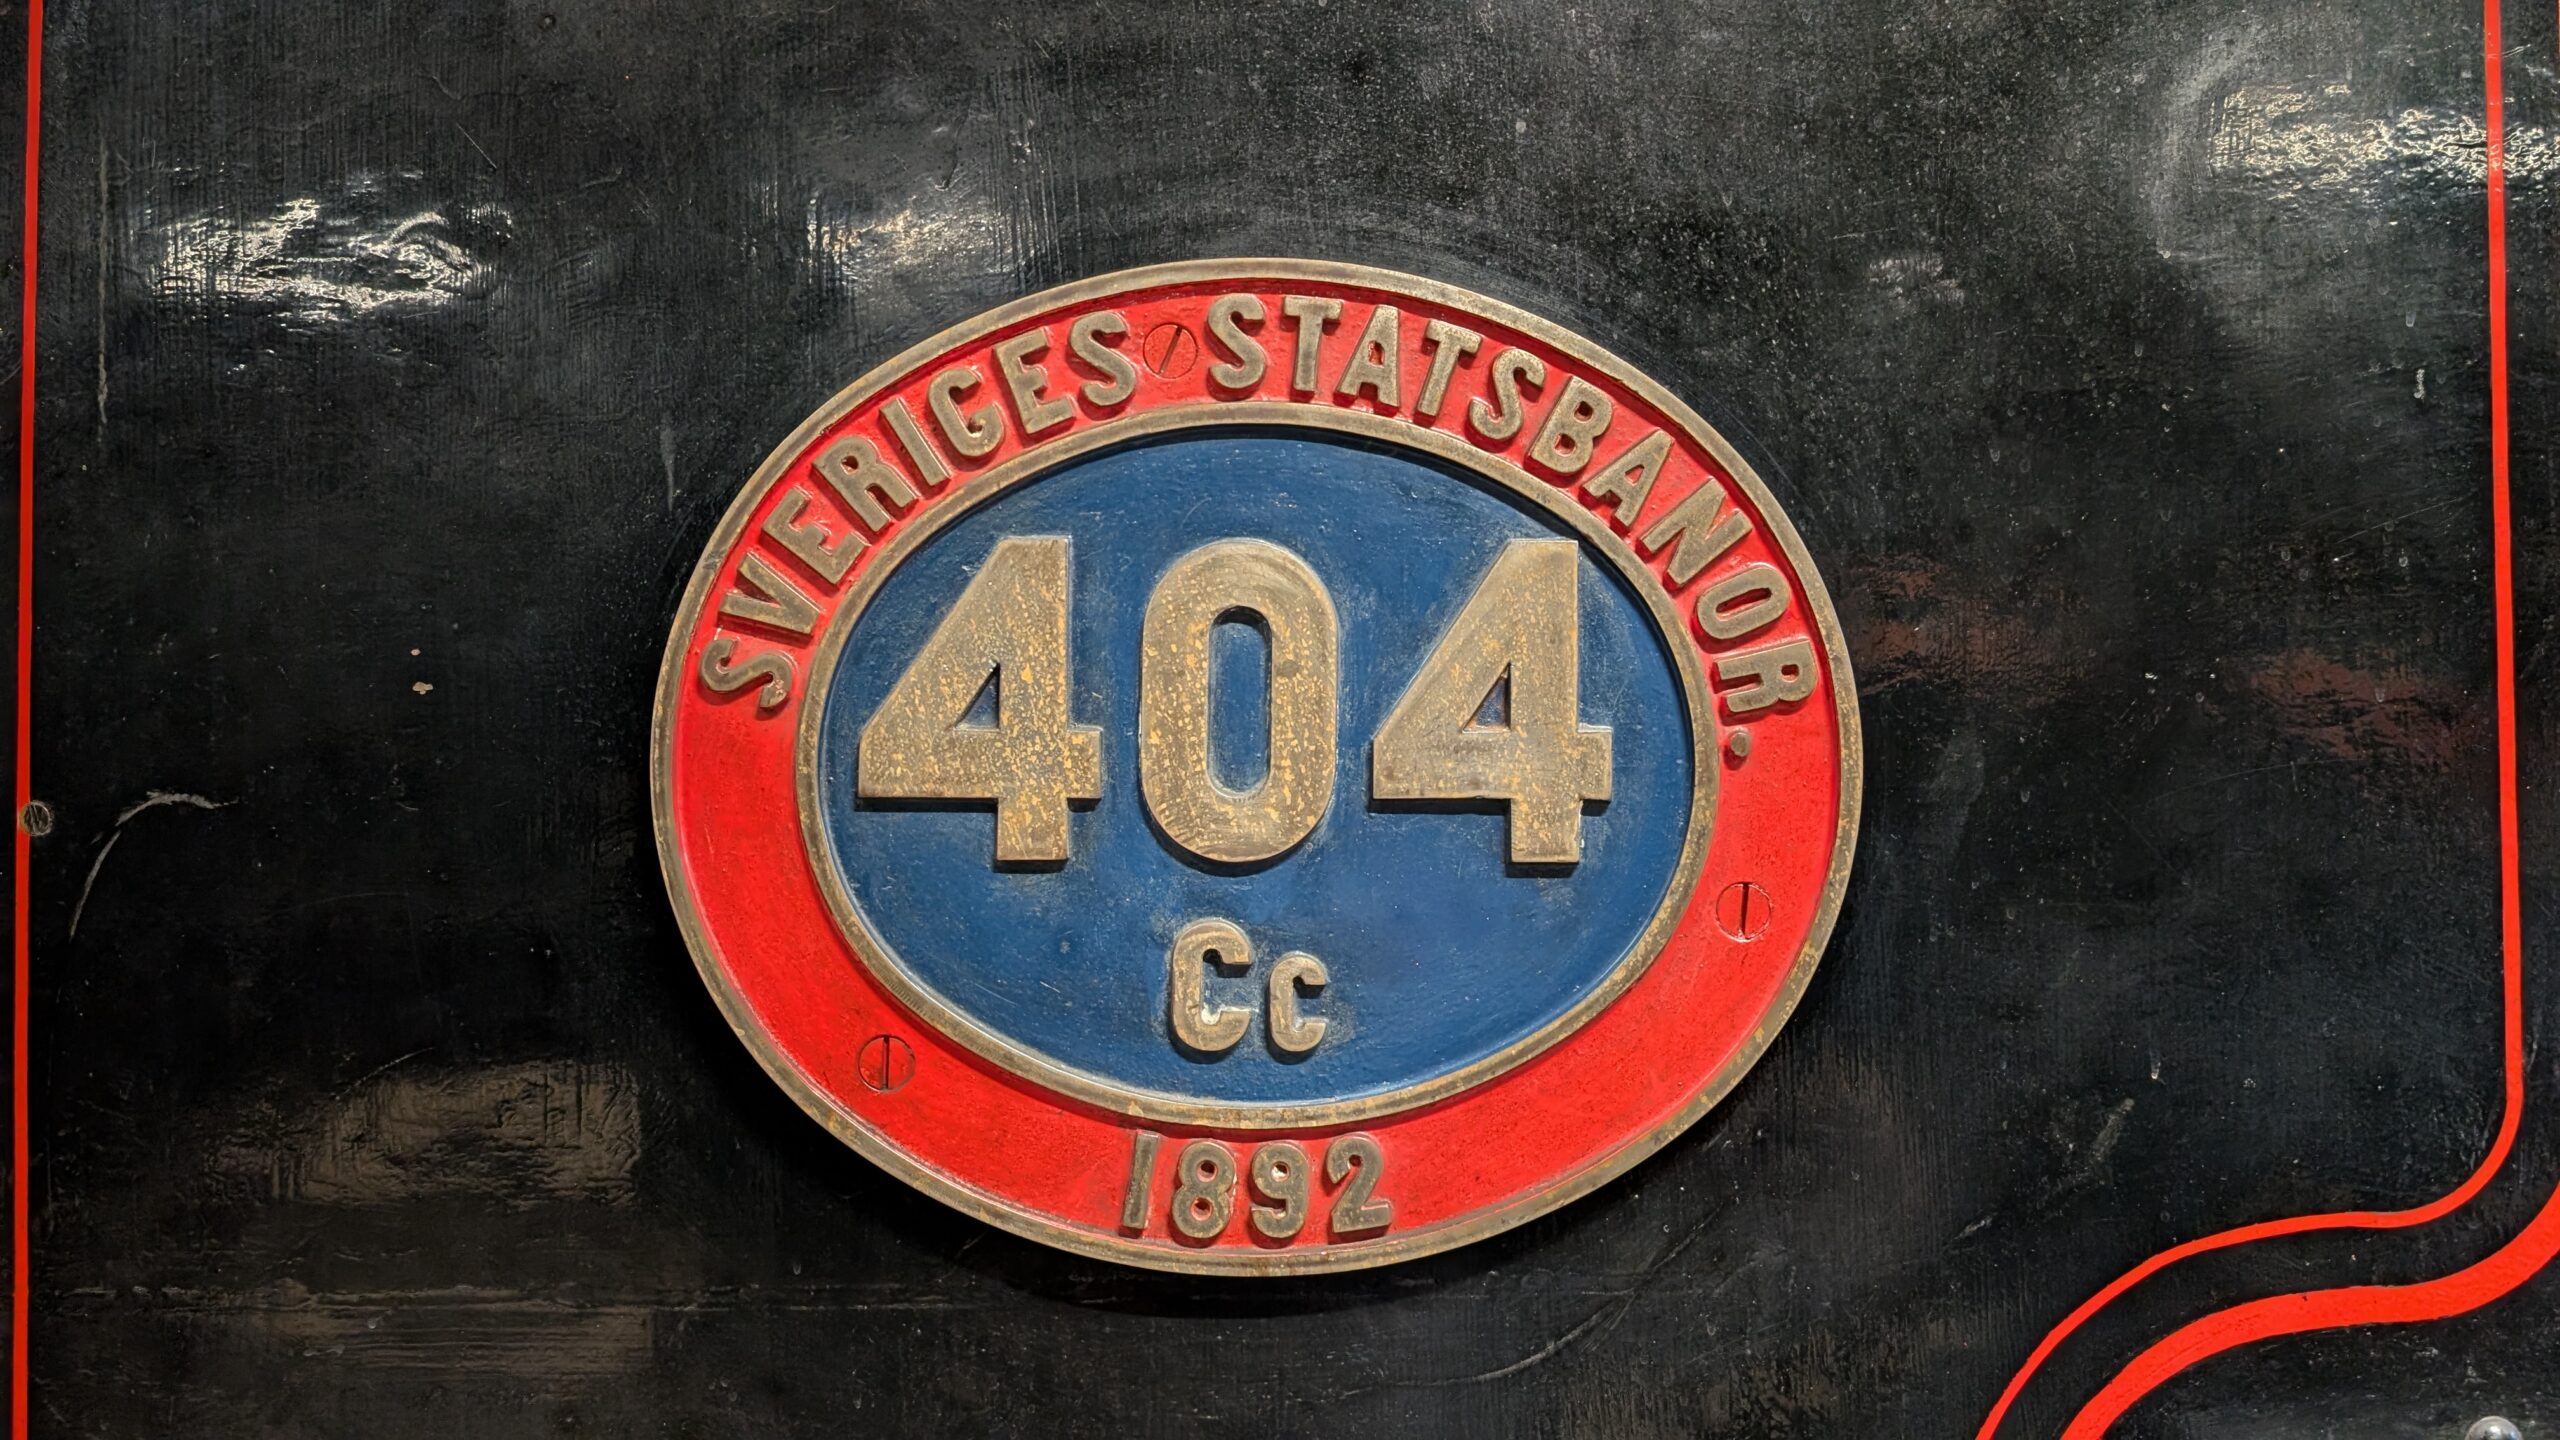 SVERIGES STATSBANOR.
404
Cc
1892